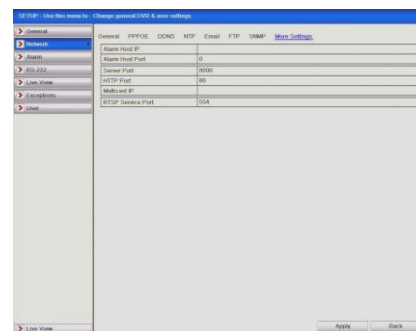 SETUP - Use this menu to - Change general DVR & user settings
General
Network
Alarm
RS-232
Live View
Exceptions
User
General PPPOE DDNS NTP Email FTP SNMP More Settings
Alarm Host IP
Alarm Host Port 0
Server Port 8000
HTTP Port 80
Multicast IP
RTSP Service Port 554
Live View
Apply Back